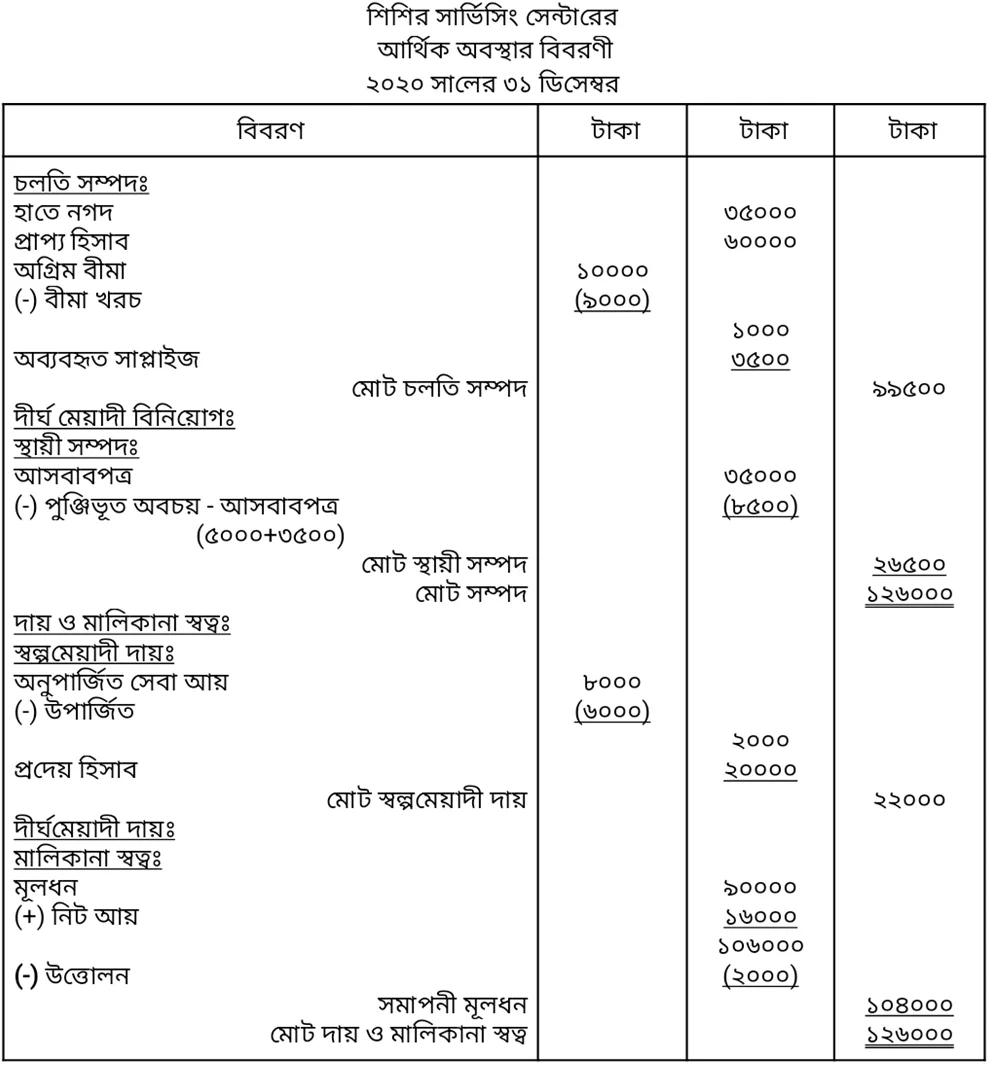 শিশির সার্ভিসিং সেন্টারের
আর্থিক অবস্থার বিবরণী
২০২০ সালের ৩১ ডিসেম্বর
বিবরণ টাকা টাকা টাকা
চলতি সম্পদঃ
হাতে নগদ ৩৫০০০
প্রাপ্য হিসাব ৬০০০০
অগ্রিম বীমা ১০০০০
(-) বীমা খরচ (৯০০০)
১০০০
অব্যবহৃত সাপ্লাইজ ৩৫০০
মোট চলতি সম্পদ ৯৯৫০০
দীর্ঘ মেয়াদী বিনিয়োগঃ
স্থায়ী সম্পদঃ
আসবাবপত্র ৩৫০০০
(-) পুঞ্জিভূত অবচয় - আসবাবপত্র (৮৫০০)
(৫০০০+৩৫০০)
মোট স্থায়ী সম্পদ ২৬৫০০
মোট সম্পদ ১২৬০০০
দায় ও মালিকানা স্বত্বঃ
স্বল্পমেয়াদী দায়ঃ
অনুপার্জিত সেবা আয় ৮০০০
(-) উপার্জিত (৬০০০)
২০০০
প্রদেয় হিসাব ২০০০০
মোট স্বল্পমেয়াদী দায় ২২০০০
দীর্ঘমেয়াদী দায়ঃ
মালিকানা স্বত্বঃ
মূলধন ৯০০০০
(+) নিট আয় ১৬০০০
১০৬০০০
(-) উত্তোলন (২০০০)
সমাপনী মূলধন ১০৪০০০
মোট দায় ও মালিকানা স্বত্ব ১২৬০০০